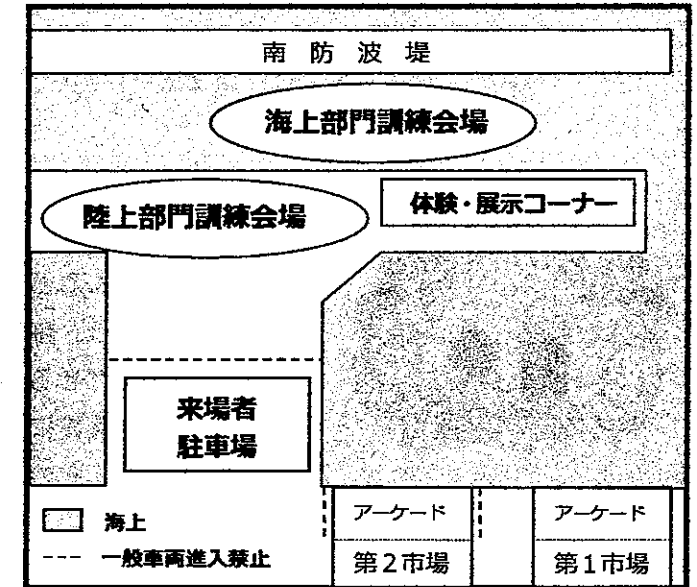 南防波堤
海上部門訓練会場
体験・展示コーナー
陸上部門訓練会場
来場者
駐車場
海上
一般車両進入禁止
アーケード
第2市場
アーケード
第1市場